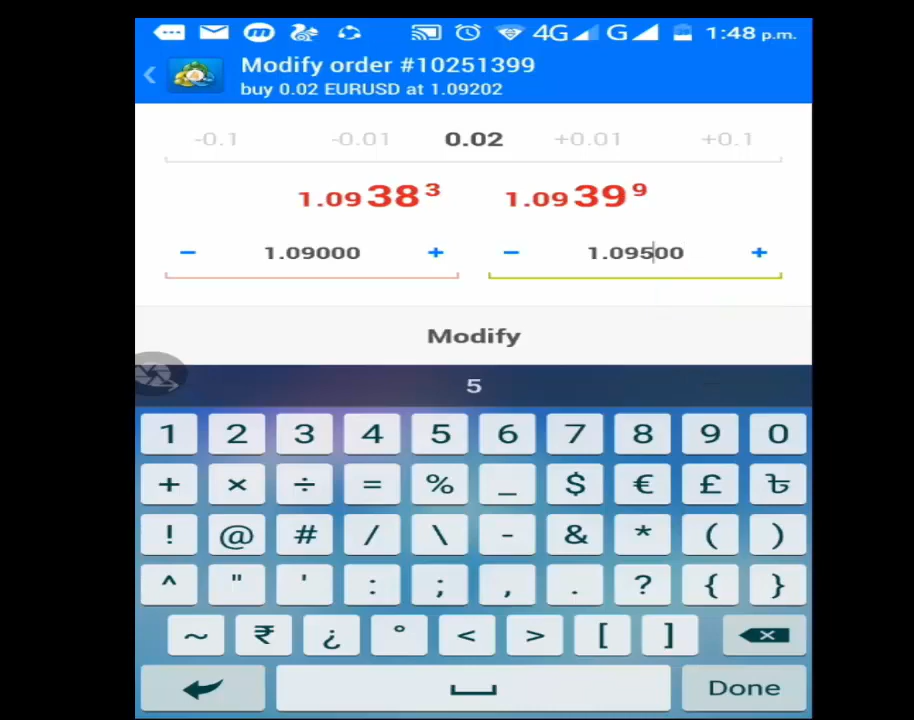 4G G 1:48 p.m.
Modify order #10251399
buy 0.02 EURUSD at 1.09202
-0.1 -0.01 0.02 +0.01 +0.1
1.09383 1.09399
− 1.09000 + − 1.09500 +
Modify
5
1 2 3 4 5 6 7 8 9 0
+ × ÷ = % _ $ € £ ৳
! @ # / \ - & * ( )
^ " ' : ; , . ? { }
~ ₹ ¿ ° < > [ ]
Done